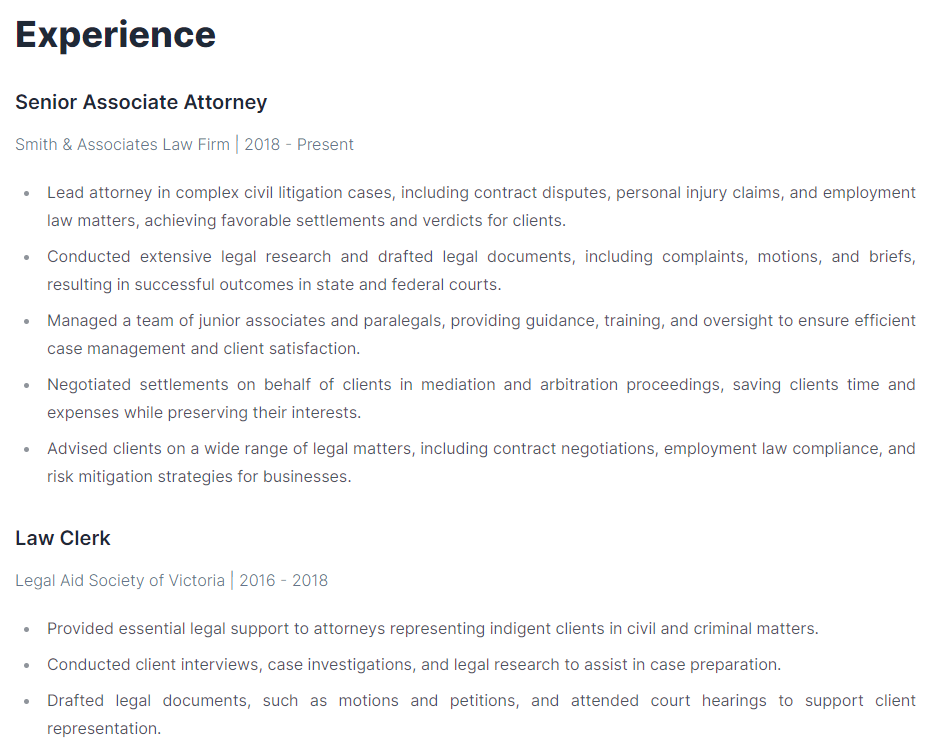 Experience
Senior Associate Attorney
Smith & Associates Law Firm | 2018 - Present
• Lead attorney in complex civil litigation cases, including contract disputes, personal injury claims, and employment
law matters, achieving favorable settlements and verdicts for clients.
• Conducted extensive legal research and drafted legal documents, including complaints, motions, and briefs,
resulting in successful outcomes in state and federal courts.
• Managed a team of junior associates and paralegals, providing guidance, training, and oversight to ensure efficient
case management and client satisfaction.
• Negotiated settlements on behalf of clients in mediation and arbitration proceedings, saving clients time and
expenses while preserving their interests.
• Advised clients on a wide range of legal matters, including contract negotiations, employment law compliance, and
risk mitigation strategies for businesses.
Law Clerk
Legal Aid Society of Victoria | 2016 - 2018
• Provided essential legal support to attorneys representing indigent clients in civil and criminal matters.
• Conducted client interviews, case investigations, and legal research to assist in case preparation.
• Drafted legal documents, such as motions and petitions, and attended court hearings to support client
representation.